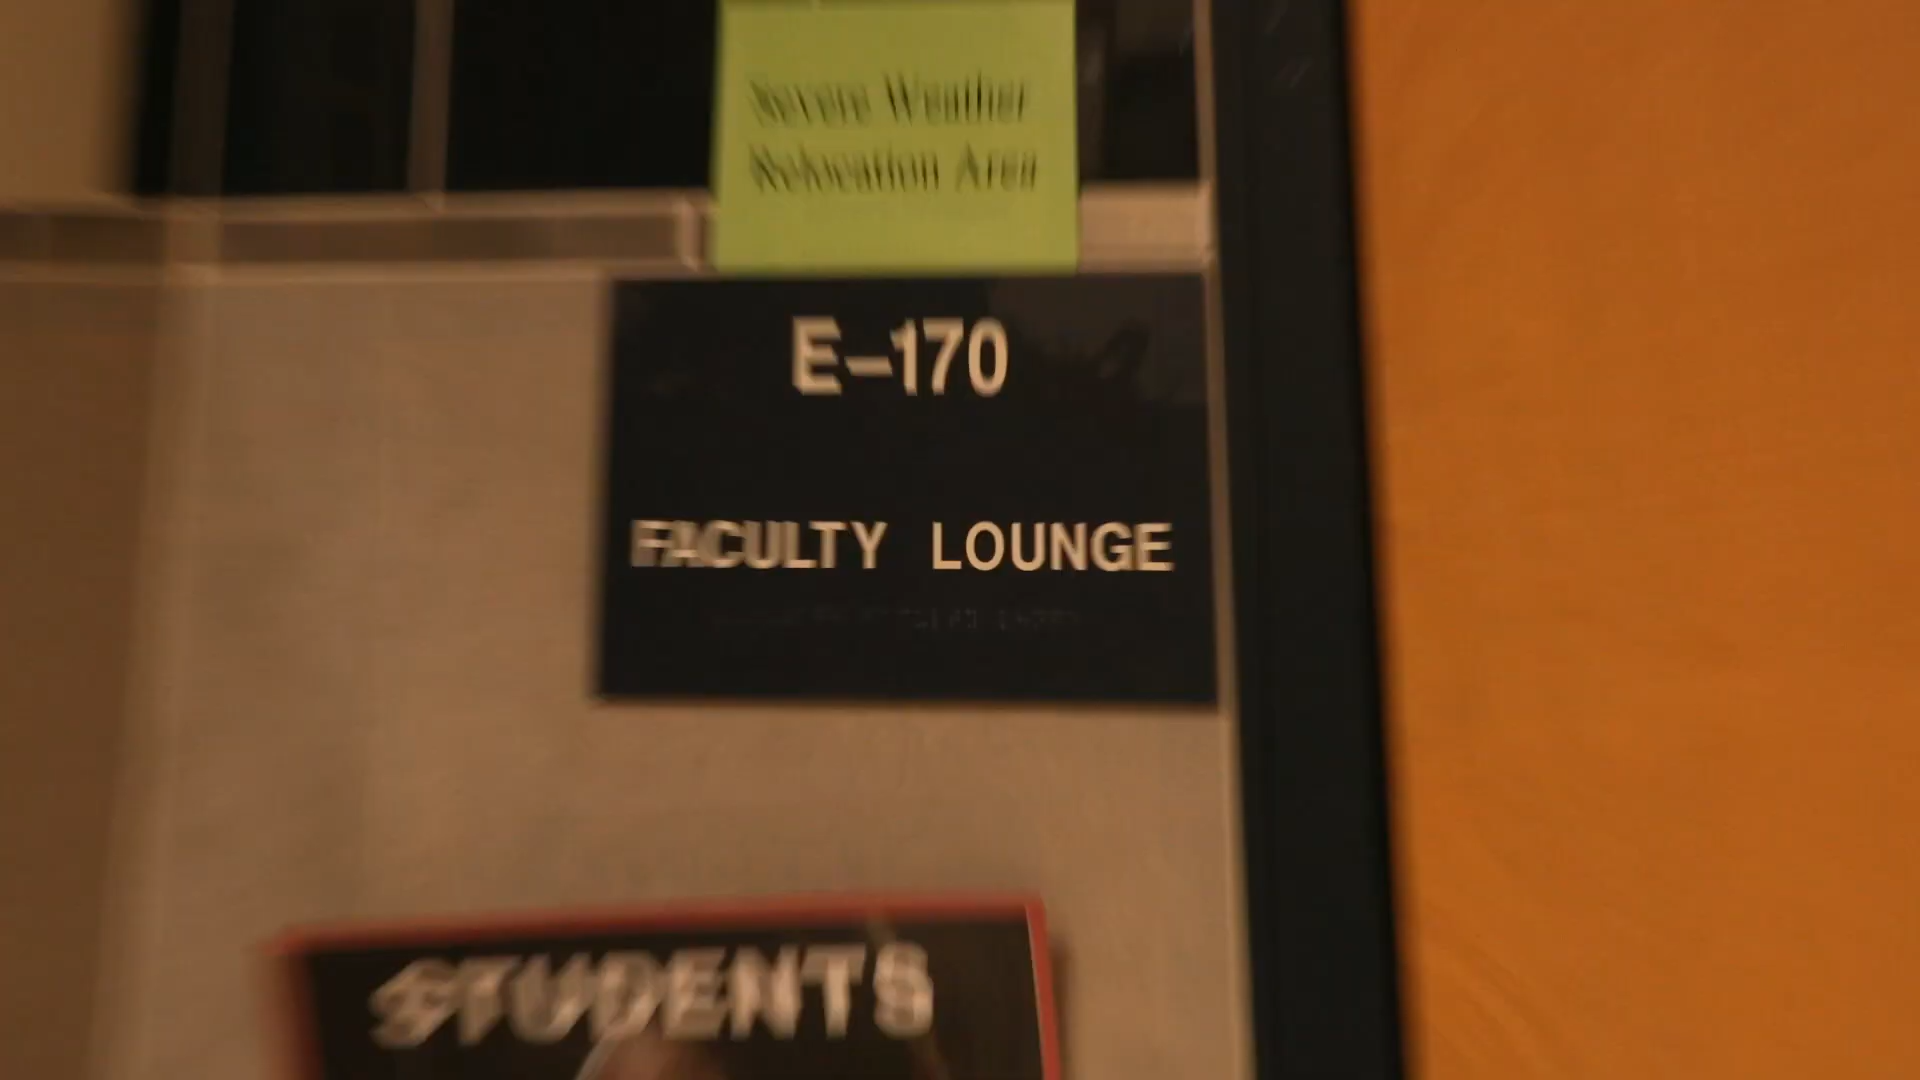 Severe Weather
Relocation Area
E-170
FACULTY LOUNGE
STUDENTS